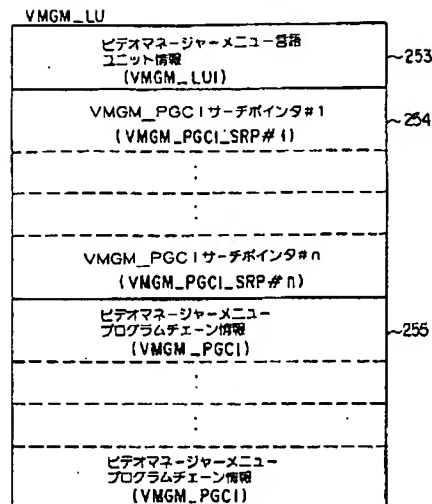 VMGM_LU
ビデオマネージャーメニュー言語
ユニット情報
(VMGM_LUI)
~253
VMGM_PGCIサーチポインタ#1
(VMGM_PGCI_SRP#1)
~254
VMGM_PGCIサーチポインタ#n
(VMGM_PGCI_SRP#n)
ビデオマネージャーメニュー
プログラムチェーン情報
(VMGM_PGCI)
~255
ビデオマネージャーメニュー
プログラムチェーン情報
(VMGM_PGCI)